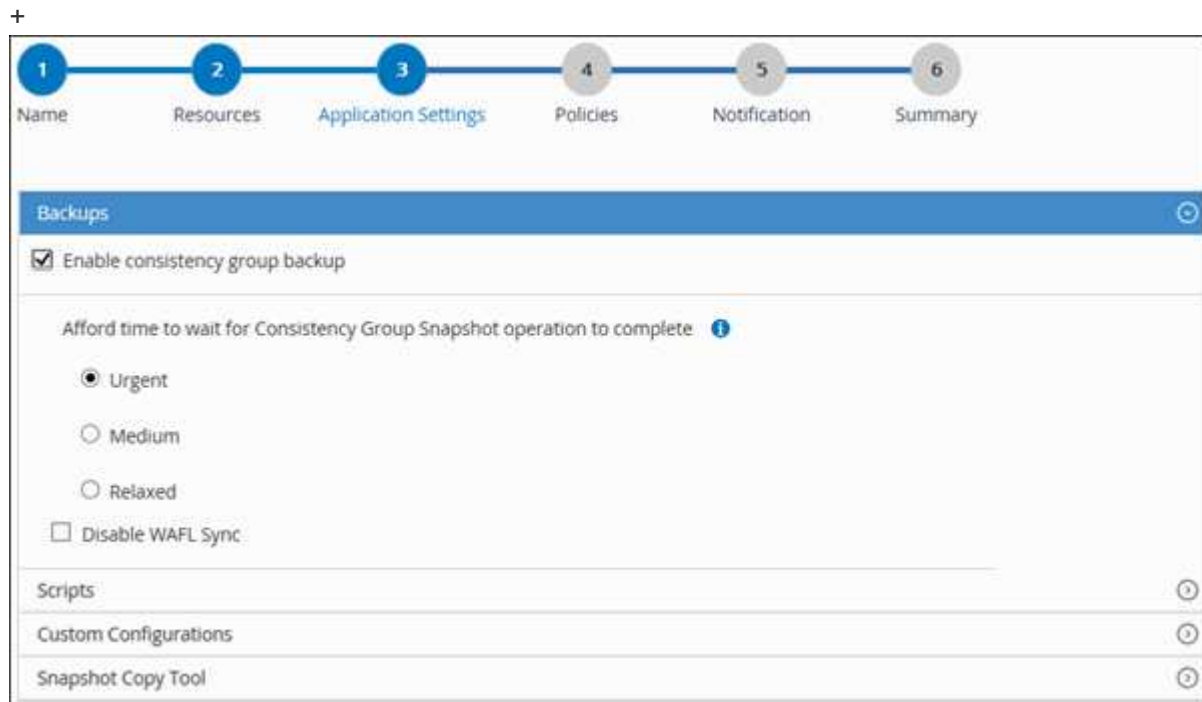 +
1 2 3 4 5 6
Name Resources Application Settings Policies Notification Summary
Backups
Enable consistency group backup
Afford time to wait for Consistency Group Snapshot operation to complete i
Urgent
Medium
Relaxed
Disable WAFL Sync
Scripts
Custom Configurations
Snapshot Copy Tool